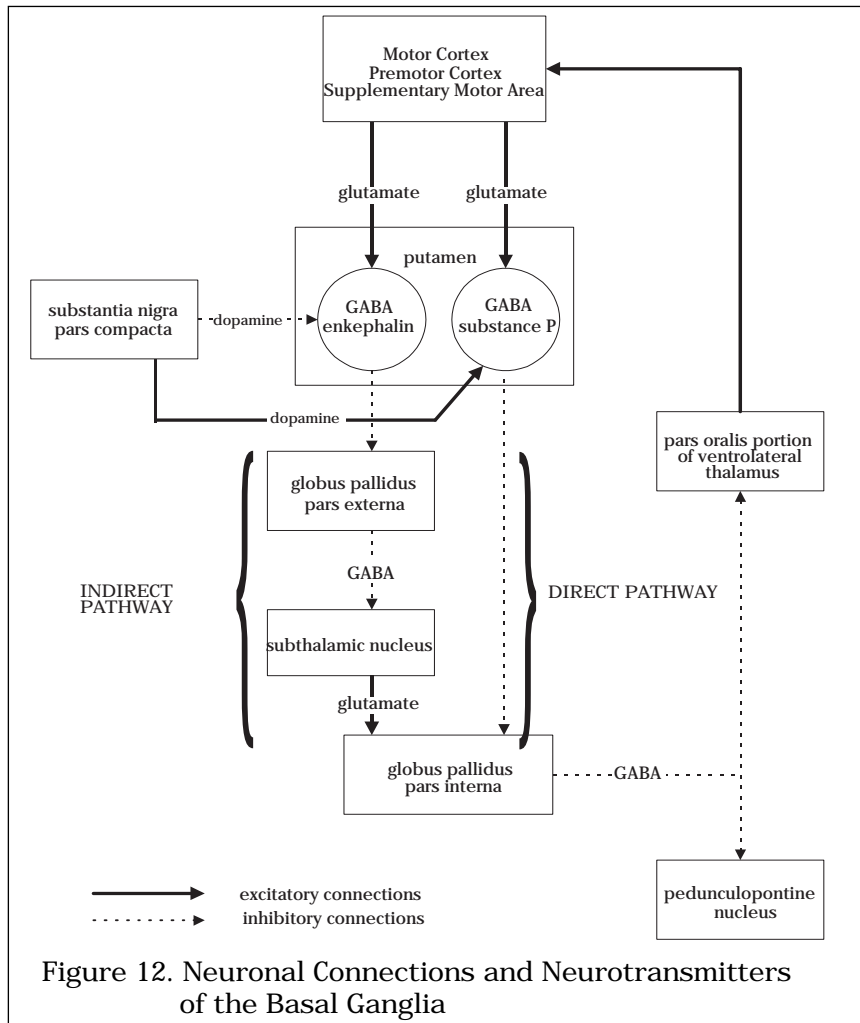 Motor Cortex
Premotor Cortex
Supplementary Motor Area
glutamate
glutamate
putamen
substantia nigra
pars compacta
dopamine
GABA
enkephalin
GABA
substance P
dopamine
pars oralis portion
of ventrolateral
thalamus
globus pallidus
pars externa
GABA
INDIRECT
PATHWAY
DIRECT PATHWAY
subthalamic nucleus
glutamate
globus pallidus
pars interna
GABA
pedunculopontine
nucleus
excitatory connections
inhibitory connections
Figure 12. Neuronal Connections and Neurotransmitters
of the Basal Ganglia